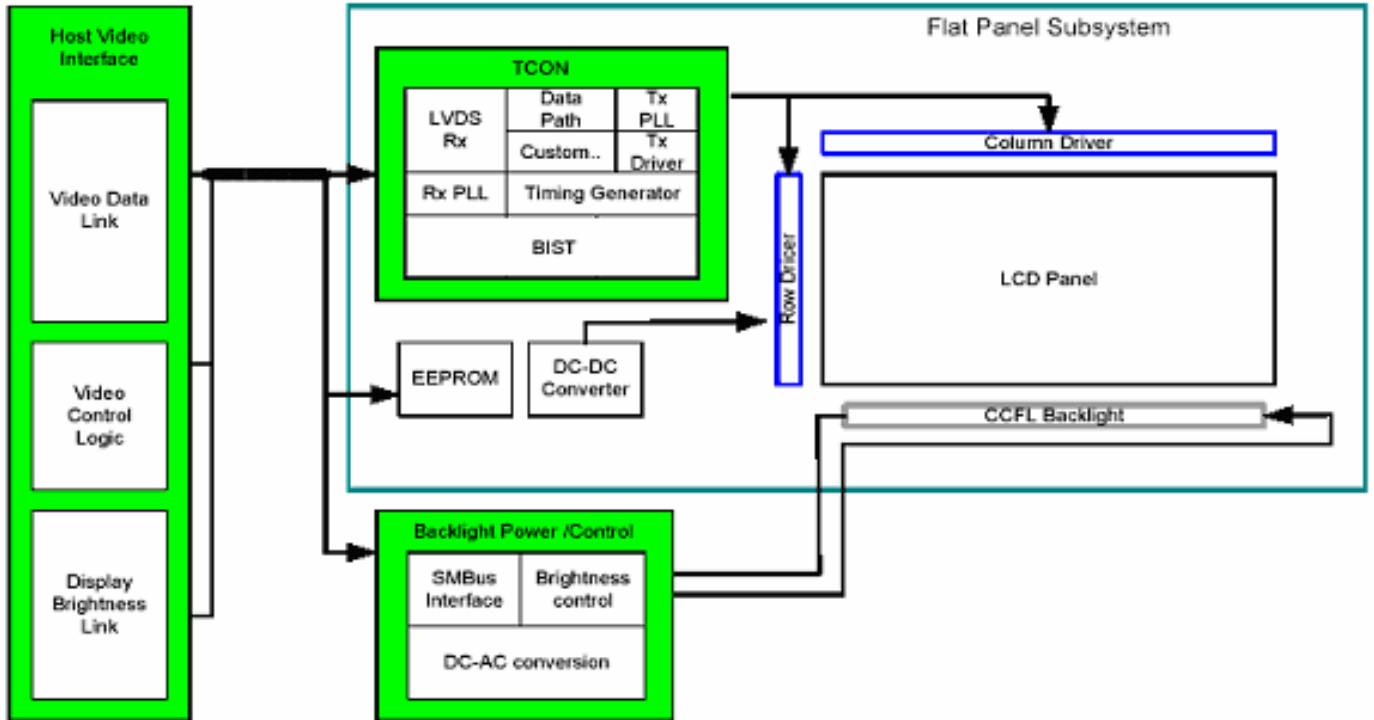 Host Video
Interface
Video Data
Link
Video
Control
Logic
Display
Brightness
Link
Flat Panel Subsystem
TCON
LVDS
Rx
Data
Path
Tx
PLL
Custom..
Tx
Driver
Rx PLL
Timing Generator
BIST
EEPROM
DC-DC
Converter
Column Driver
Row Dricer
LCD Panel
CCFL Backlight
Backlight Power /Control
SMBus
Interface
Brightness
control
DC-AC conversion